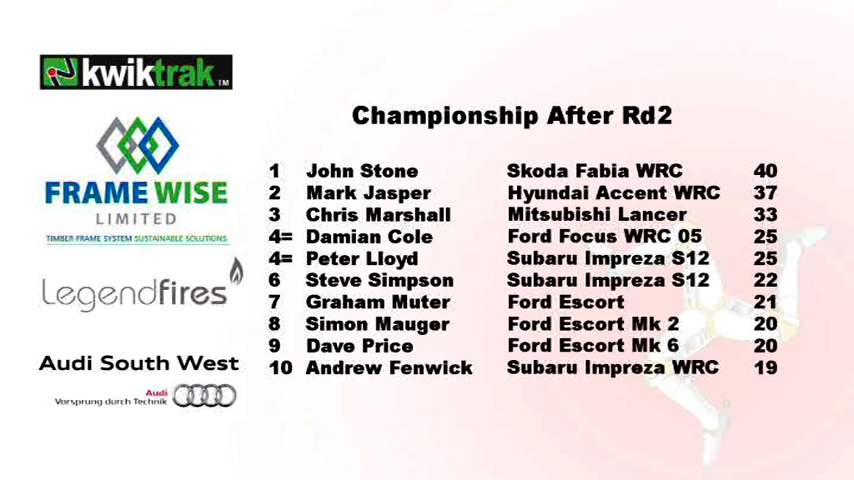 kwiktrak TM
FRAME WISE
LIMITED
TIMBER FRAME SYSTEM SUSTAINABLE SOLUTIONS
Legendfires
Audi South West
Audi
Vorsprung durch Technik
Championship After Rd2
1 John Stone Skoda Fabia WRC 40
2 Mark Jasper Hyundai Accent WRC 37
3 Chris Marshall Mitsubishi Lancer 33
4= Damian Cole Ford Focus WRC 05 25
4= Peter Lloyd Subaru Impreza S12 25
6 Steve Simpson Subaru Impreza S12 22
7 Graham Muter Ford Escort 21
8 Simon Mauger Ford Escort Mk 2 20
9 Dave Price Ford Escort Mk 6 20
10 Andrew Fenwick Subaru Impreza WRC 19